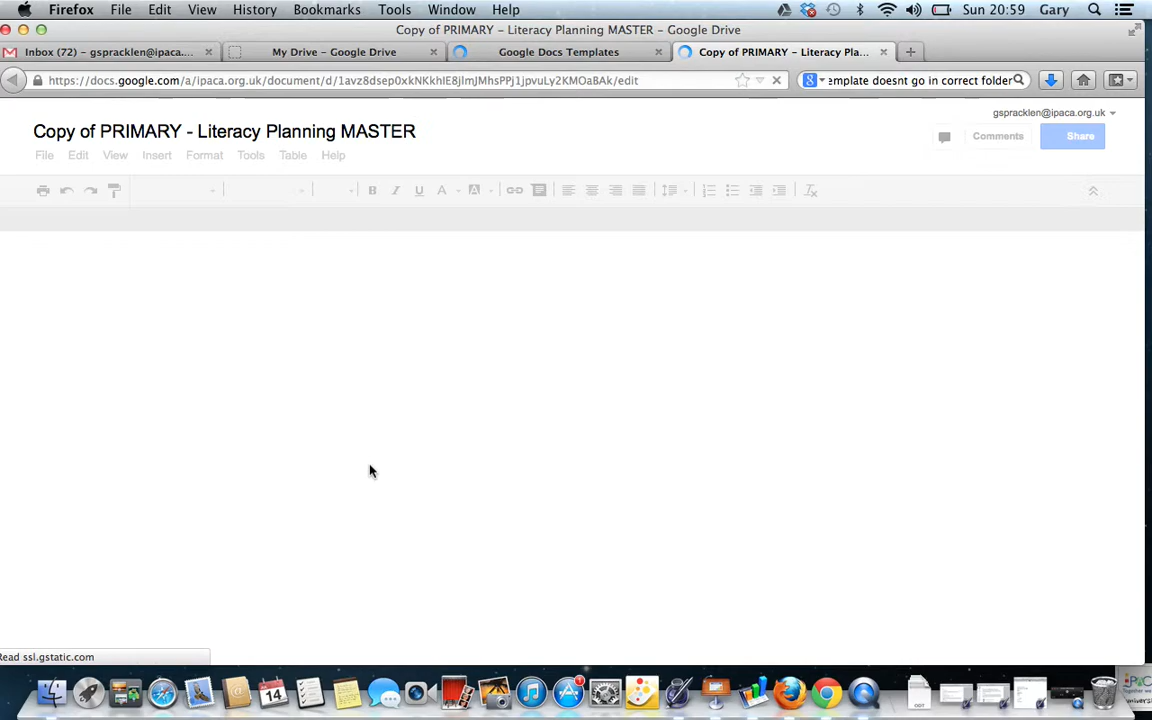 Firefox File Edit View History Bookmarks Tools Window Help Sun 20:59 Gary
Copy of PRIMARY - Literacy Planning MASTER - Google Drive
Inbox (72) - gspracklen@ipaca.... My Drive - Google Drive Google Docs Templates Copy of PRIMARY - Literacy Pla...
https://docs.google.com/a/ipaca.org.uk/document/d/1avz8dsep0xkNKkhIE8jlmJMhsPPj1jpvuLy2KMOaBAk/edit emplate doesnt go in correct folder
gspracklen@ipaca.org.uk
Copy of PRIMARY - Literacy Planning MASTER
Comments Share
File Edit View Insert Format Tools Table Help
B I U A A
Read ssl.gstatic.com
14
1